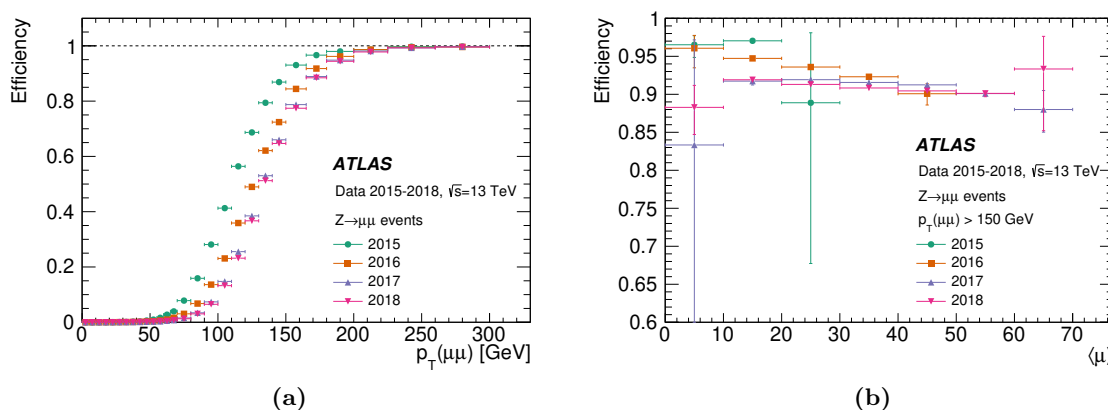 Efficiency
1
0.8
0.6
0.4
0.2
0
ATLAS
Data 2015-2018, √s=13 TeV
Z→μμ events
2015
2016
2017
2018
0 50 100 150 200 250 300
p_T(μμ) [GeV]
(a)
Efficiency
1
0.95
0.9
0.85
0.8
0.75
0.7
0.65
0.6
ATLAS
Data 2015-2018, √s=13 TeV
Z→μμ events
p_T(μμ) > 150 GeV
2015
2016
2017
2018
0 10 20 30 40 50 60 70
⟨μ⟩
(b)